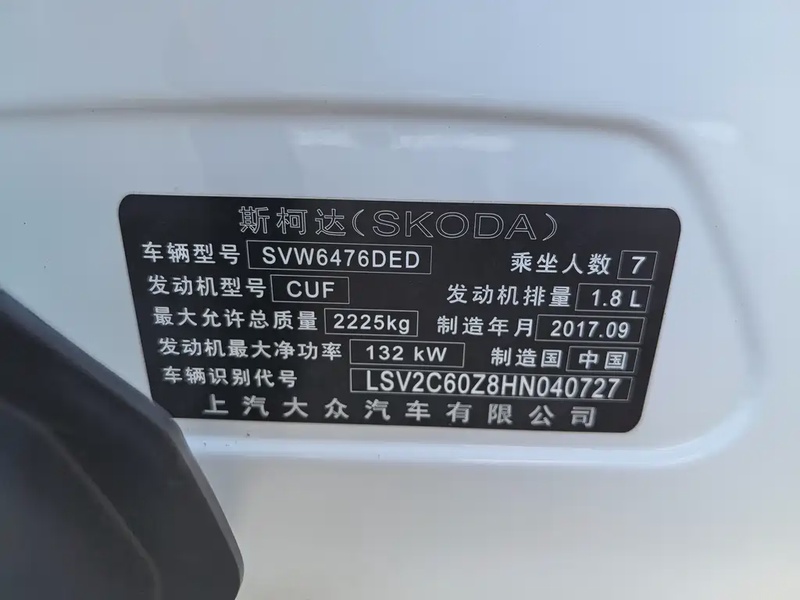 斯柯达(SKODA)
车辆型号 SVW6476DED 乘坐人数 7
发动机型号 CUF 发动机排量 1.8 L
最大允许总质量 2225kg 制造年月 2017.09
发动机最大净功率 132 kW 制造国 中国
车辆识别代号 LSV2C60Z8HN040727
上汽大众汽车有限公司